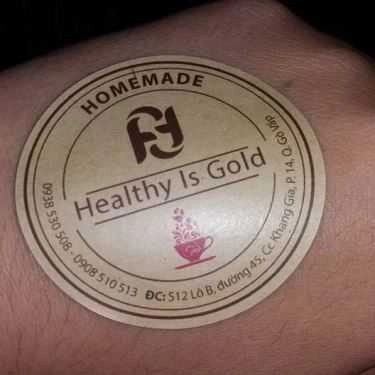 HOMEMADE
Healthy Is Gold
0938 530 508 - 0908 510 513 ĐC: 512 Lô B, đường 45, Cc Khang Gia, P. 14, Q. Gò Vấp